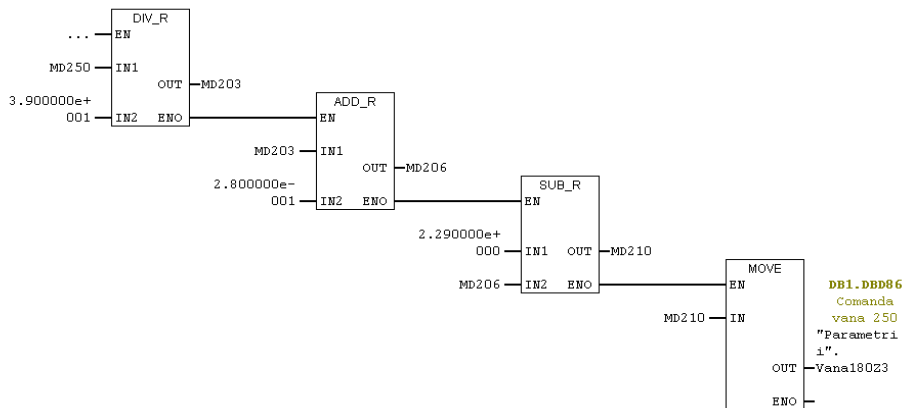 DIV_R
... EN
MD250 IN1
OUT MD203
3.900000e+
001 IN2 ENO
ADD_R
EN
MD203 IN1
OUT MD206
2.800000e-
001 IN2 ENO
SUB_R
EN
2.290000e+
000 IN1 OUT MD210
MD206 IN2 ENO
MOVE
EN
MD210 IN
OUT
ENO
DB1.DBD86
Comanda
vana 250
"Parametri
i".
Vana180Z3